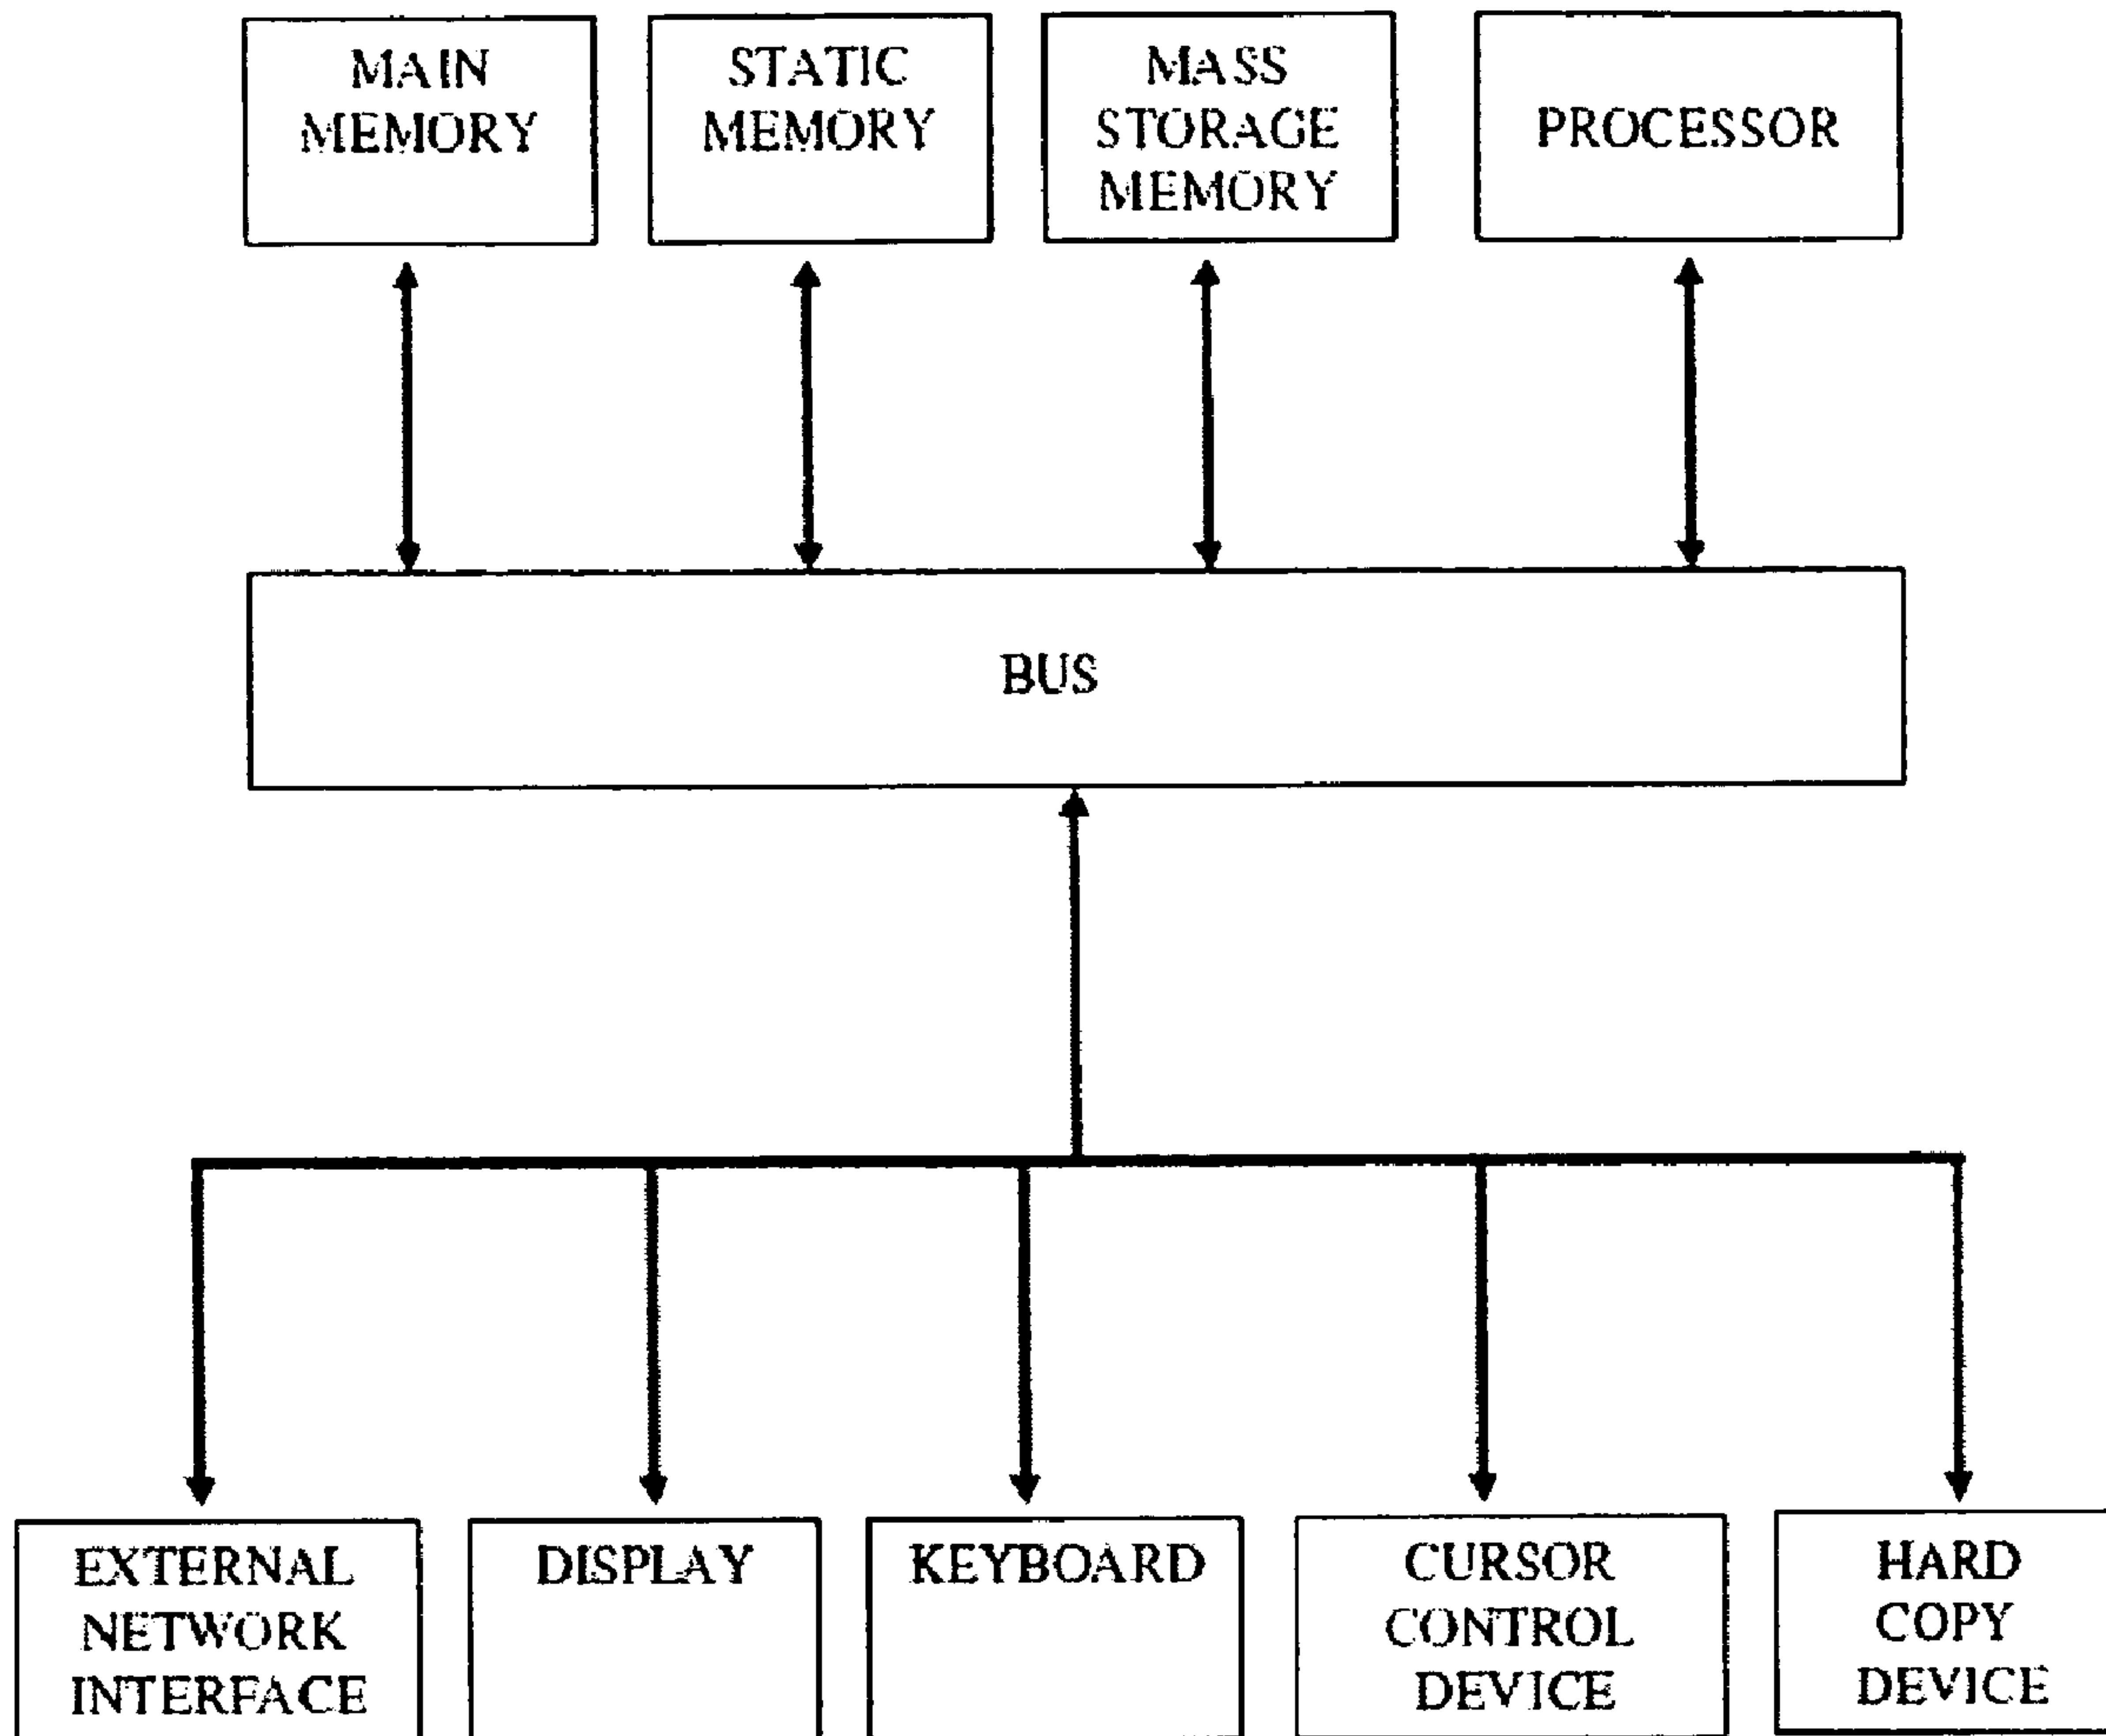 MAIN
MEMORY
STATIC
MEMORY
MASS
STORAGE
MEMORY
PROCESSOR
BUS
EXTERNAL
NETWORK
INTERFACE
DISPLAY
KEYBOARD
CURSOR
CONTROL
DEVICE
HARD
COPY
DEVICE